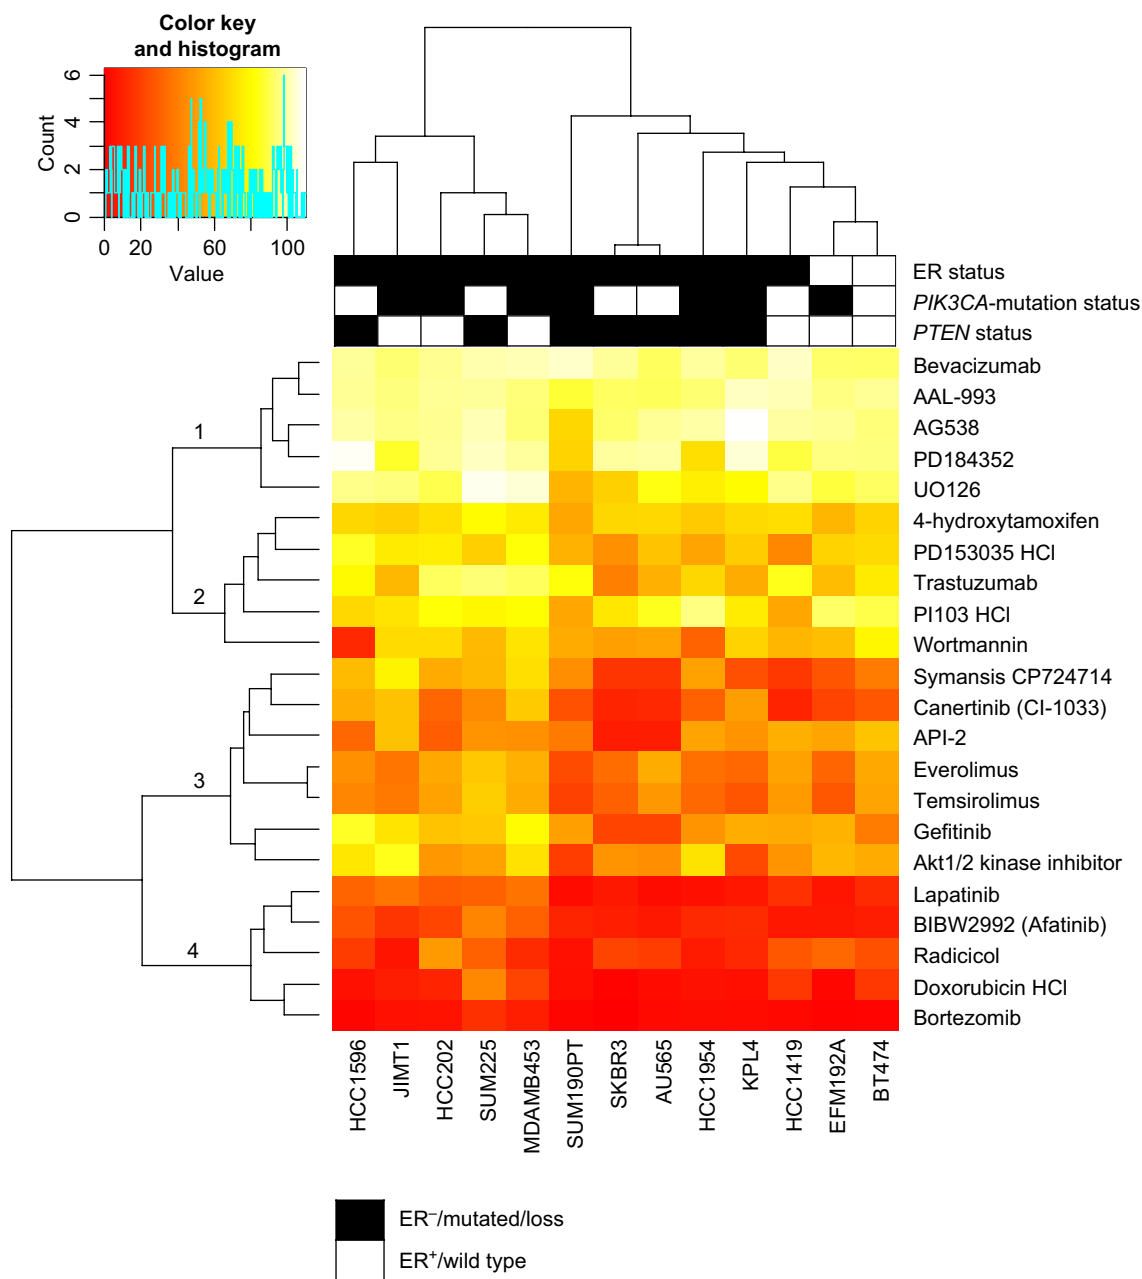 Color key
and histogram
6
4
2
0
Count
0 20 60 100
Value
ER status
PIK3CA-mutation status
PTEN status
1
2
3
4
Bevacizumab
AAL-993
AG538
PD184352
UO126
4-hydroxytamoxifen
PD153035 HCl
Trastuzumab
PI103 HCl
Wortmannin
Symansis CP724714
Canertinib (CI-1033)
API-2
Everolimus
Temsirolimus
Gefitinib
Akt1/2 kinase inhibitor
Lapatinib
BIBW2992 (Afatinib)
Radicicol
Doxorubicin HCl
Bortezomib
HCC1596
JIMT1
HCC202
SUM225
MDAMB453
SUM190PT
SKBR3
AU565
HCC1954
KPL4
HCC1419
EFM192A
BT474
ER⁻/mutated/loss
ER⁺/wild type